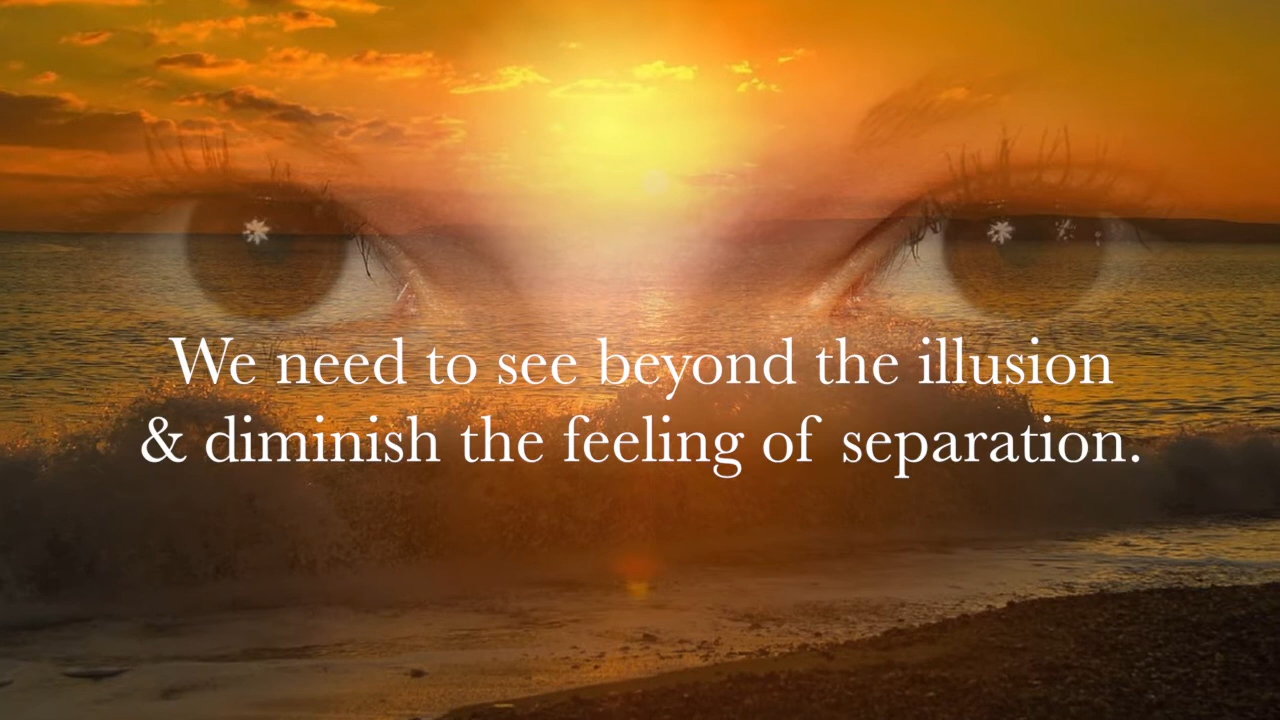 We need to see beyond the illusion
& diminish the feeling of separation.